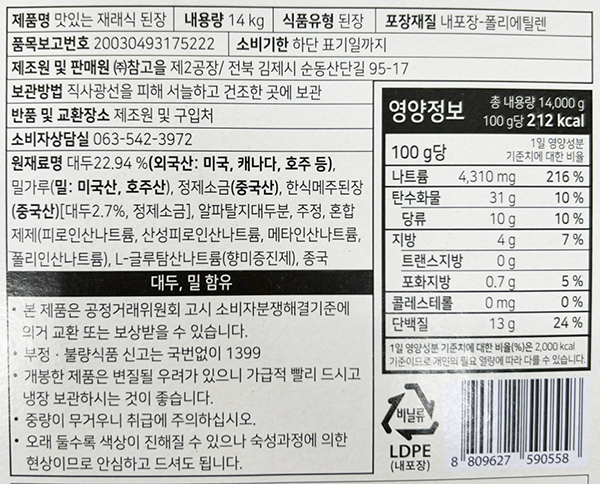 제품명 맛있는 재래식 된장 내용량 14 kg 식품유형 된장 포장재질 내포장-폴리에틸렌
품목보고번호 20030493175222 소비기한 하단 표기일까지
제조원 및 판매원 ㈜참고을 제2공장/ 전북 김제시 순동산단길 95-17
보관방법 직사광선을 피해 서늘하고 건조한 곳에 보관
반품 및 교환장소 제조원 및 구입처
소비자상담실 063-542-3972
원재료명 대두22.94 %(외국산: 미국, 캐나다, 호주 등),
밀가루(밀: 미국산, 호주산), 정제소금(중국산), 한식메주된장
(중국산)[대두2.7%, 정제소금], 알파탈지대두분, 주정, 혼합
제제(피로인산나트륨, 산성피로인산나트륨, 메타인산나트륨,
폴리인산나트륨), L-글루탐산나트륨(향미증진제), 종국
대두, 밀 함유
• 본 제품은 공정거래위원회 고시 소비자분쟁해결기준에
의거 교환 또는 보상받을 수 있습니다.
• 부정 · 불량식품 신고는 국번없이 1399
• 개봉한 제품은 변질될 우려가 있으니 가급적 빨리 드시고
냉장 보관하시는 것이 좋습니다.
• 중량이 무거우니 취급에 주의하십시오.
• 오래 둘수록 색상이 진해질 수 있으나 숙성과정에 의한
현상이므로 안심하고 드셔도 됩니다.
영양정보 총 내용량 14,000 g
100 g당 212 kcal
100 g당 1일 영양성분
기준치에 대한 비율
나트륨 4,310 mg 216 %
탄수화물 31 g 10 %
당류 10 g 10 %
지방 4 g 7 %
트랜스지방 0 g
포화지방 0.7 g 5 %
콜레스테롤 0 mg 0 %
단백질 13 g 24 %
1일 영양성분 기준치에 대한 비율(%)은 2,000 kcal
기준이므로 개인의 필요 열량에 따라 다를 수 있습니다.
비닐류
LDPE
(내포장)
8 809627 590558